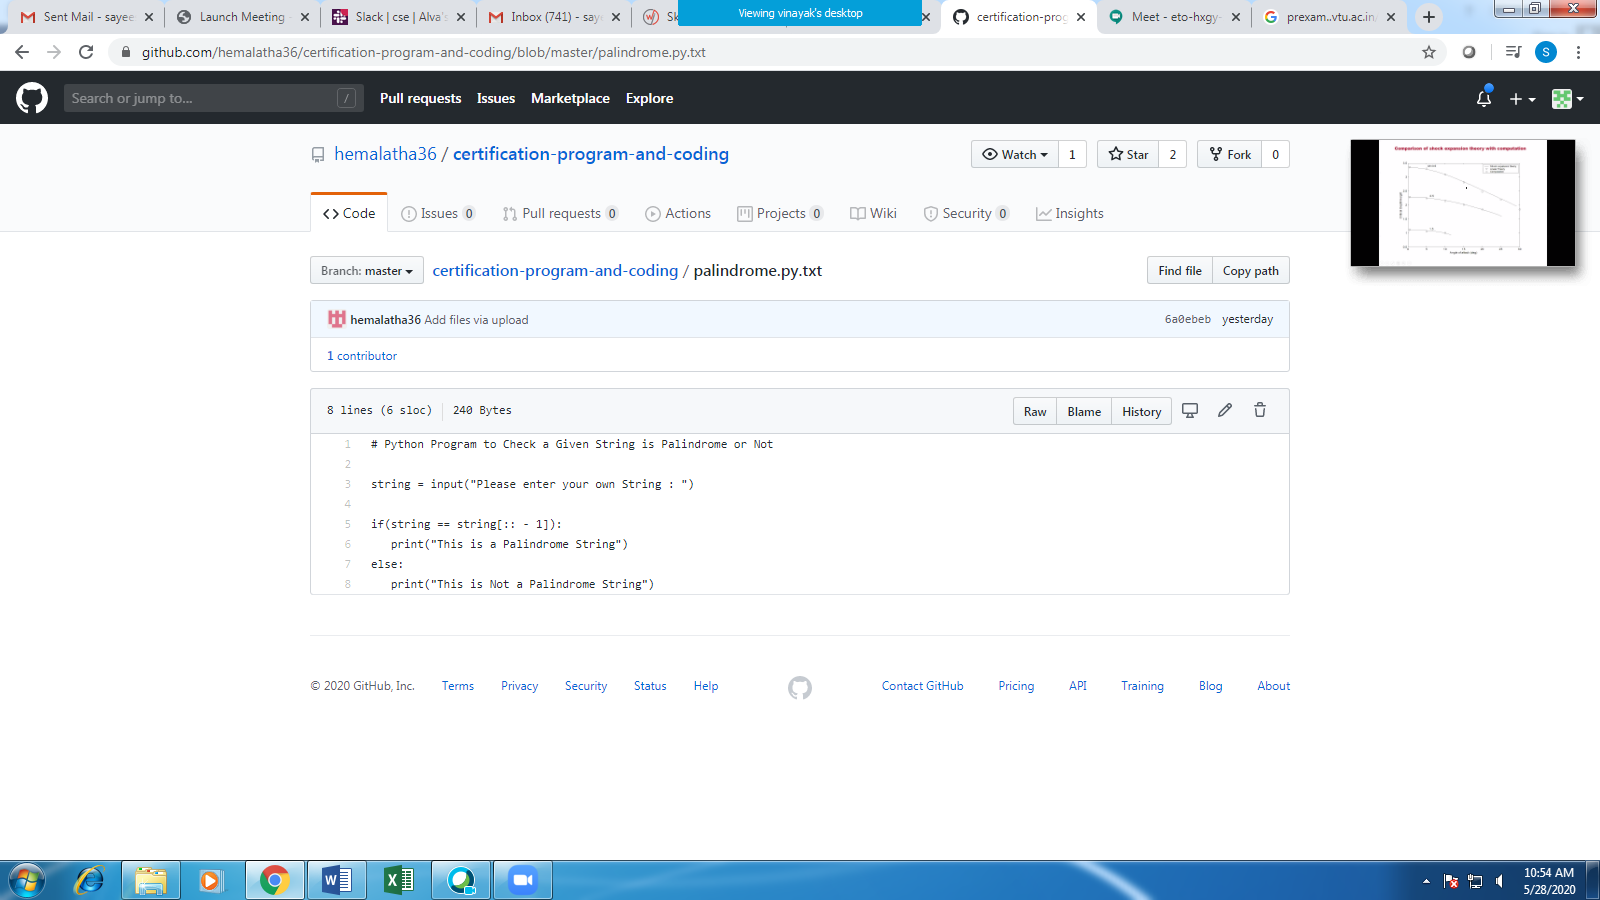 Sent Mail - sayee
Launch Meeting
Slack | cse | Alva's
Inbox (741) - say
Sk
Viewing vinayak's desktop
certification-prog
Meet - eto-hxgy-
prexam..vtu.ac.in/
github.com/hemalatha36/certification-program-and-coding/blob/master/palindrome.py.txt
S
Search or jump to...
/
Pull requests
Issues
Marketplace
Explore
hemalatha36 / certification-program-and-coding
Watch 1
Star 2
Fork 0
Comparison of shock expansion theory with computation
Code
Issues 0
Pull requests 0
Actions
Projects 0
Wiki
Security 0
Insights
Branch: master
certification-program-and-coding / palindrome.py.txt
Find file
Copy path
hemalatha36 Add files via upload
6a0ebeb yesterday
1 contributor
8 lines (6 sloc) 240 Bytes
Raw
Blame
History
1 # Python Program to Check a Given String is Palindrome or Not
2
3 string = input("Please enter your own String : ")
4
5 if(string == string[:: - 1]):
6    print("This is a Palindrome String")
7 else:
8    print("This is Not a Palindrome String")
© 2020 GitHub, Inc.
Terms
Privacy
Security
Status
Help
Contact GitHub
Pricing
API
Training
Blog
About
10:54 AM
5/28/2020